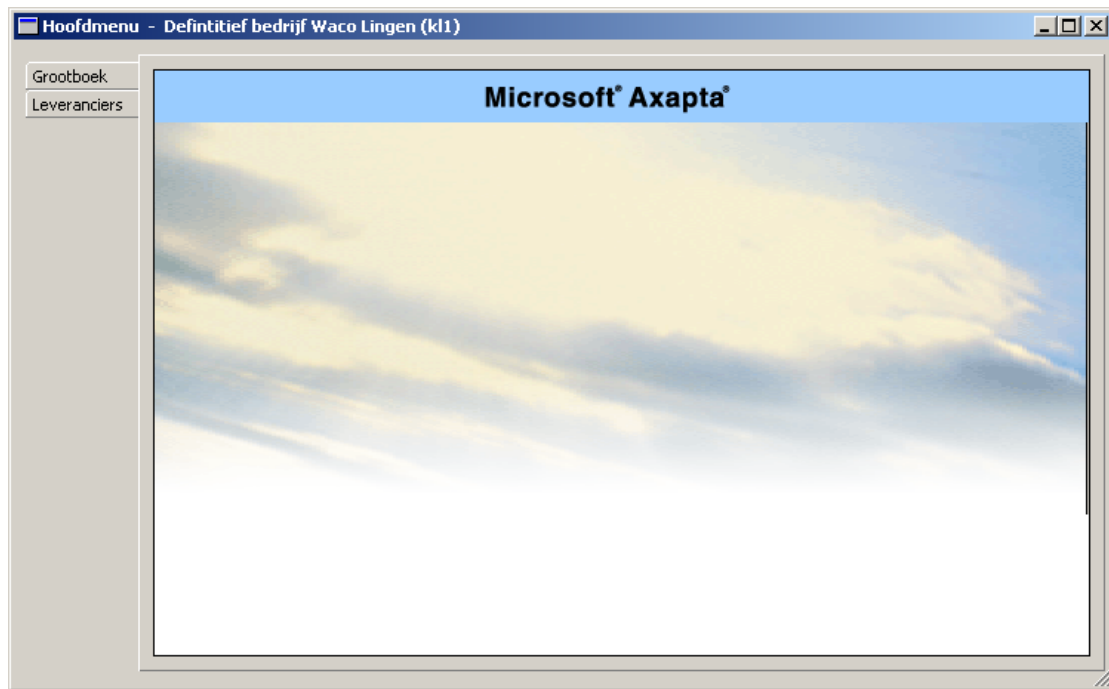 Hoofdmenu - Defintitief bedrijf Waco Lingen (kl1)
Grootboek
Leveranciers
Microsoft® Axapta®